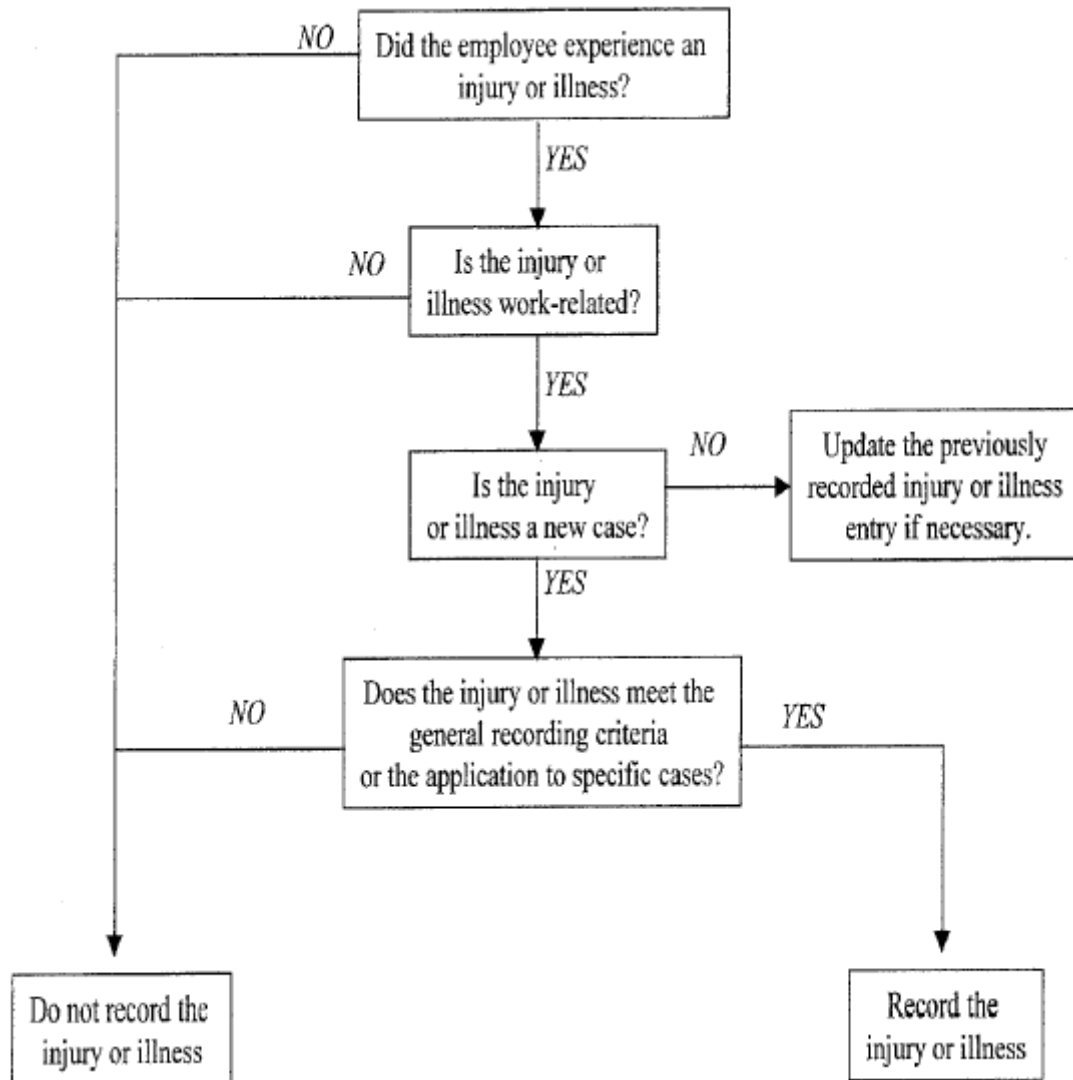 NO
Did the employee experience an
injury or illness?
YES
NO
Is the injury or
illness work-related?
YES
Is the injury
or illness a new case?
NO
Update the previously
recorded injury or illness
entry if necessary.
YES
NO
Does the injury or illness meet the
general recording criteria
or the application to specific cases?
YES
Do not record the
injury or illness
Record the
injury or illness